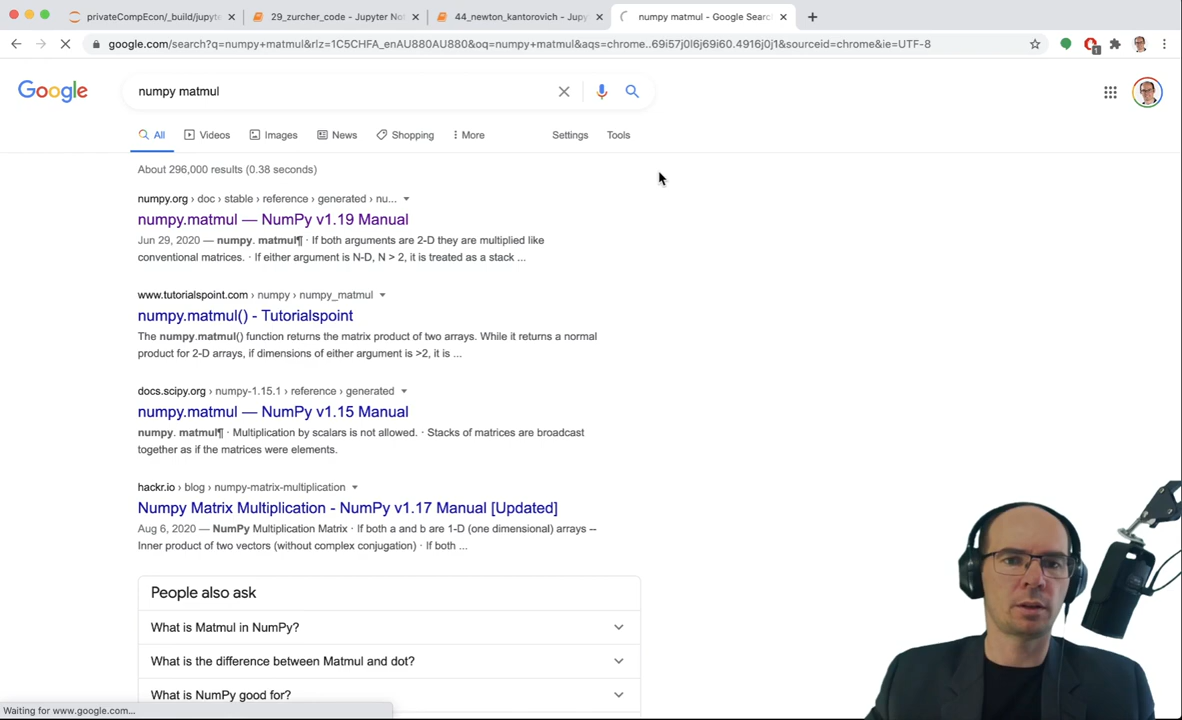 privateCompEcon/_build/jupyte
29_zurcher_code - Jupyter No
44_newton_kantorovich - Jupy
numpy matmul - Google Searc
google.com/search?q=numpy+matmul&rlz=1C5CHFA_enAU880AU880&oq=numpy+matmul&aqs=chrome..69i57j0l6j69i60.4916j0j1&sourceid=chrome&ie=UTF-8
1
Google
numpy matmul
All
Videos
Images
News
Shopping
More
Settings
Tools
About 296,000 results (0.38 seconds)
numpy.org › doc › stable › reference › generated › nu...
numpy.matmul — NumPy v1.19 Manual
Jun 29, 2020 — numpy. matmul¶ · If both arguments are 2-D they are multiplied like
conventional matrices. · If either argument is N-D, N > 2, it is treated as a stack ...
www.tutorialspoint.com › numpy › numpy_matmul
numpy.matmul() - Tutorialspoint
The numpy.matmul() function returns the matrix product of two arrays. While it returns a normal
product for 2-D arrays, if dimensions of either argument is >2, it is ...
docs.scipy.org › numpy-1.15.1 › reference › generated
numpy.matmul — NumPy v1.15 Manual
numpy. matmul¶ · Multiplication by scalars is not allowed. · Stacks of matrices are broadcast
together as if the matrices were elements.
hackr.io › blog › numpy-matrix-multiplication
Numpy Matrix Multiplication - NumPy v1.17 Manual [Updated]
Aug 6, 2020 — NumPy Multiplication Matrix · If both a and b are 1-D (one dimensional) arrays --
Inner product of two vectors (without complex conjugation) · If both ...
People also ask
What is Matmul in NumPy?
What is the difference between Matmul and dot?
What is NumPy good for?
Waiting for www.google.com...